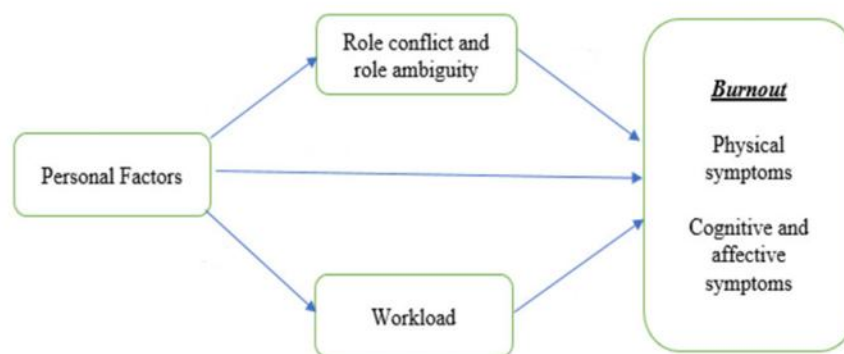 Role conflict and
role ambiguity
Burnout
Physical
symptoms
Personal Factors
Cognitive and
affective
symptoms
Workload